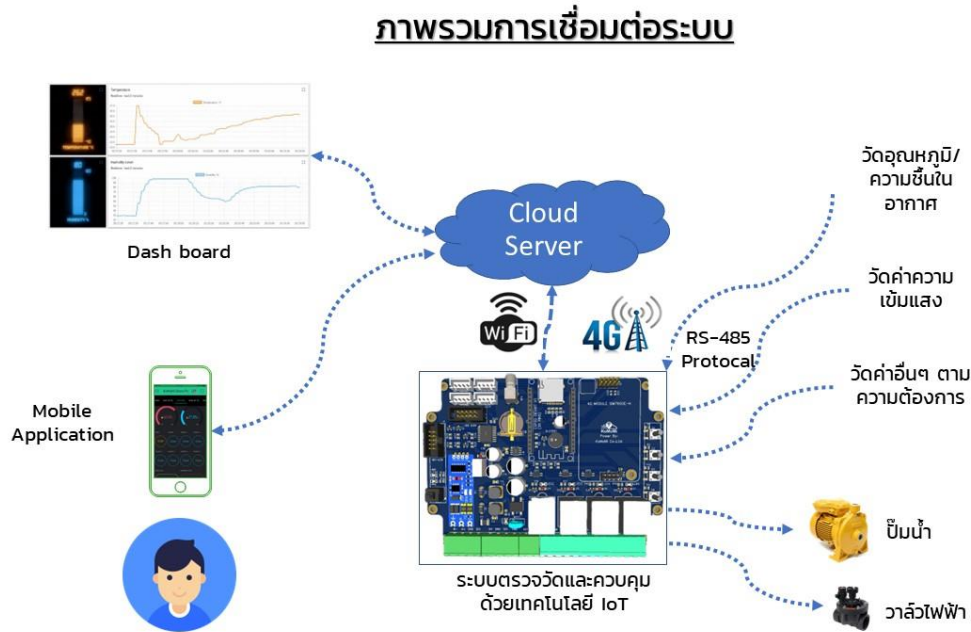 ภาพรวมการเชื่อมต่อระบบ
Dash board
Cloud
Server
วัดอุณหภูมิ/
ความชื้นใน
อากาศ
วัดค่าความ
เข้มแสง
Wi Fi
4G
RS-485
Protocal
วัดค่าอื่นๆ ตาม
ความต้องการ
Mobile
Application
ปั๊มน้ำ
ระบบตรวจวัดและควบคุม
ด้วยเทคโนโลยี IoT
วาล์วไฟฟ้า